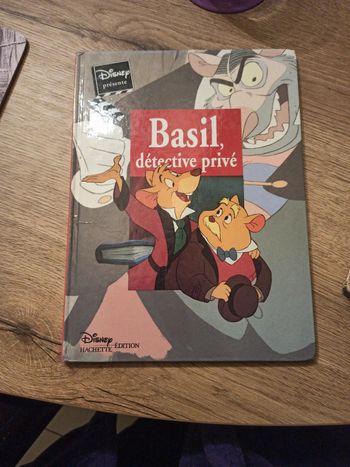 Disney
présente
Basil,
détective privé
Disney
HACHETTE ÉDITION